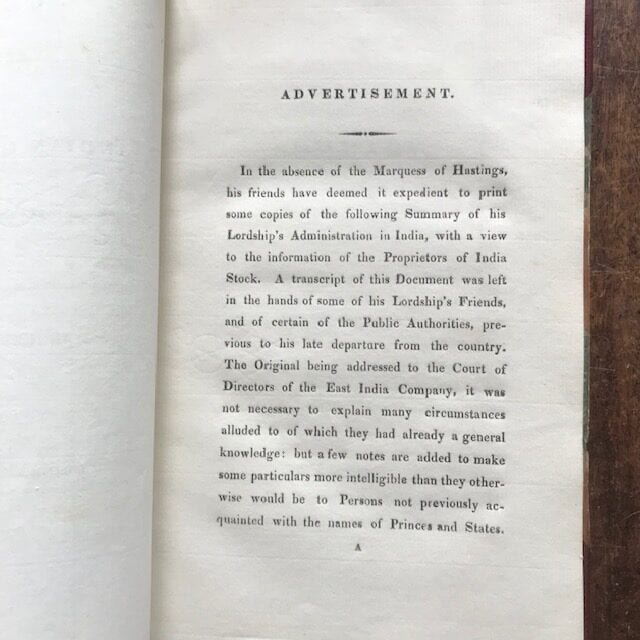 ADVERTISEMENT.
In the absence of the Marquess of Hastings,
his friends have deemed it expedient to print
some copies of the following Summary of his
Lordship's Administration in India, with a view
to the information of the Proprietors of India
Stock. A transcript of this Document was left
in the hands of some of his Lordship's Friends,
and of certain of the Public Authorities, pre-
vious to his late departure from the country.
The Original being addressed to the Court of
Directors of the East India Company, it was
not necessary to explain many circumstances
alluded to of which they had already a general
knowledge: but a few notes are added to make
some particulars more intelligible than they other-
wise would be to Persons not previously ac-
quainted with the names of Princes and States.
A